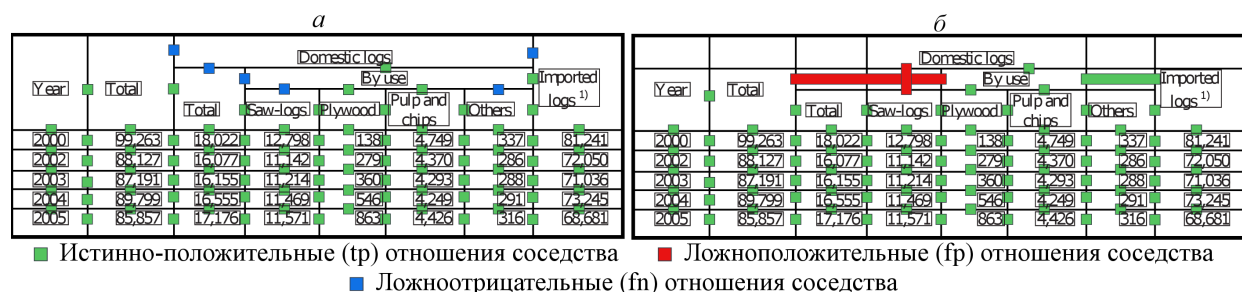 а
Domestic logs
By use
Year Total Imported logs 1)
Total Saw-logs Plywood Pulp and chips Others
2000 99,263 18,022 12,798 138 4,749 337 81,241
2002 88,127 16,077 11,142 279 4,370 286 72,050
2003 87,191 16,155 11,214 360 4,293 288 71,036
2004 89,799 16,555 11,469 546 4,249 291 73,245
2005 85,857 17,176 11,571 863 4,426 316 68,681
б
Domestic logs
By use
Year Total Imported logs 1)
Total Saw-logs Plywood Pulp and chips Others
2000 99,263 18,022 12,798 138 4,749 337 81,241
2002 88,127 16,077 11,142 279 4,370 286 72,050
2003 87,191 16,155 11,214 360 4,293 288 71,036
2004 89,799 16,555 11,469 546 4,249 291 73,245
2005 85,857 17,176 11,571 863 4,426 316 68,681
Истинно-положительные (tp) отношения соседства
Ложноположительные (fp) отношения соседства
Ложноотрицательные (fn) отношения соседства